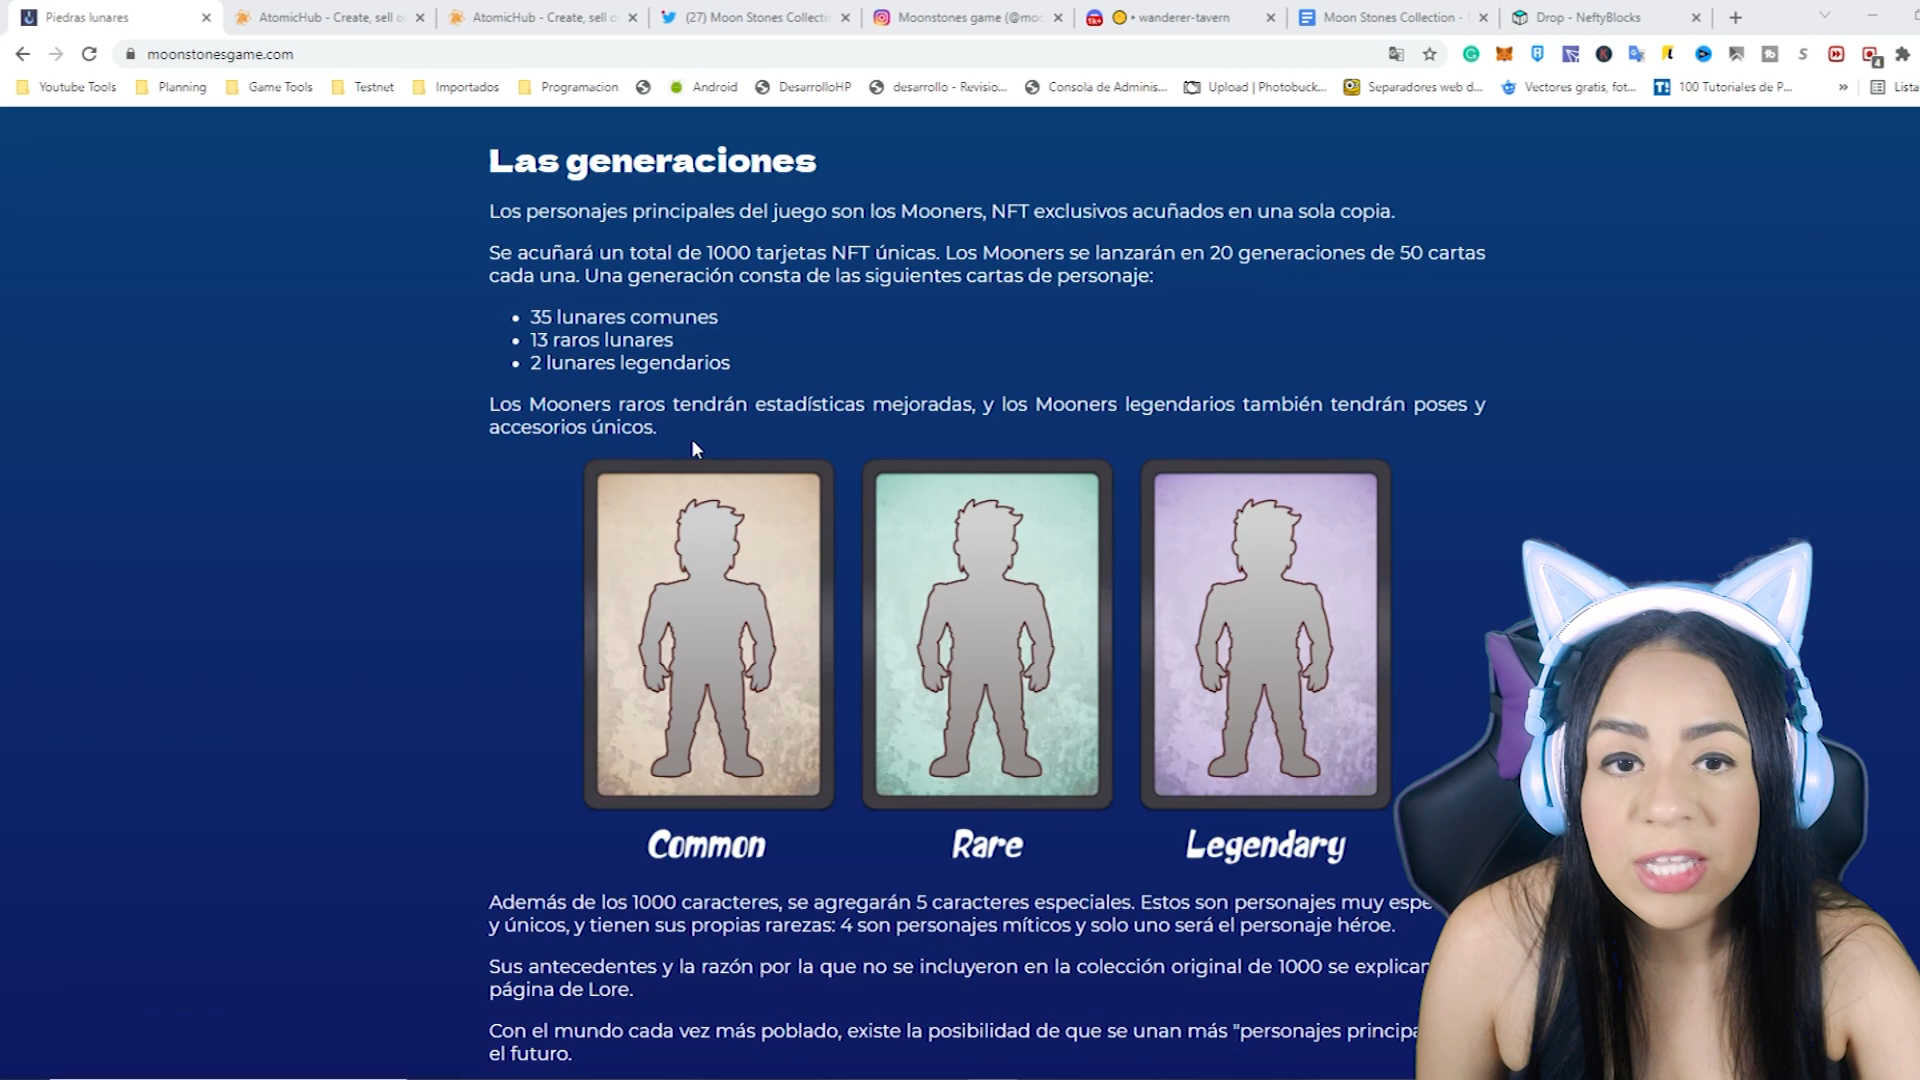 Piedras lunares
AtomicHub - Create, sell o
AtomicHub - Create, sell o
(27) Moon Stones Collectic
Moonstones game (@moo
• wanderer-tavern
Moon Stones Collection -
Drop - NeftyBlocks
moonstonesgame.com
Youtube Tools
Planning
Game Tools
Testnet
Importados
Programacion
Android
DesarrolloHP
desarrollo - Revisio...
Consola de Adminis...
Upload | Photobuck...
Separadores web d...
Vectores gratis, fot...
100 Tutoriales de P...
»
Lista
Las generaciones
Los personajes principales del juego son los Mooners, NFT exclusivos acuñados en una sola copia.
Se acuñará un total de 1000 tarjetas NFT únicas. Los Mooners se lanzarán en 20 generaciones de 50 cartas
cada una. Una generación consta de las siguientes cartas de personaje:
• 35 lunares comunes
• 13 raros lunares
• 2 lunares legendarios
Los Mooners raros tendrán estadísticas mejoradas, y los Mooners legendarios también tendrán poses y
accesorios únicos.
Common
Rare
Legendary
Además de los 1000 caracteres, se agregarán 5 caracteres especiales. Estos son personajes muy espe
y únicos, y tienen sus propias rarezas: 4 son personajes míticos y solo uno será el personaje héroe.
Sus antecedentes y la razón por la que no se incluyeron en la colección original de 1000 se explican
página de Lore.
Con el mundo cada vez más poblado, existe la posibilidad de que se unan más "personajes principa
el futuro.